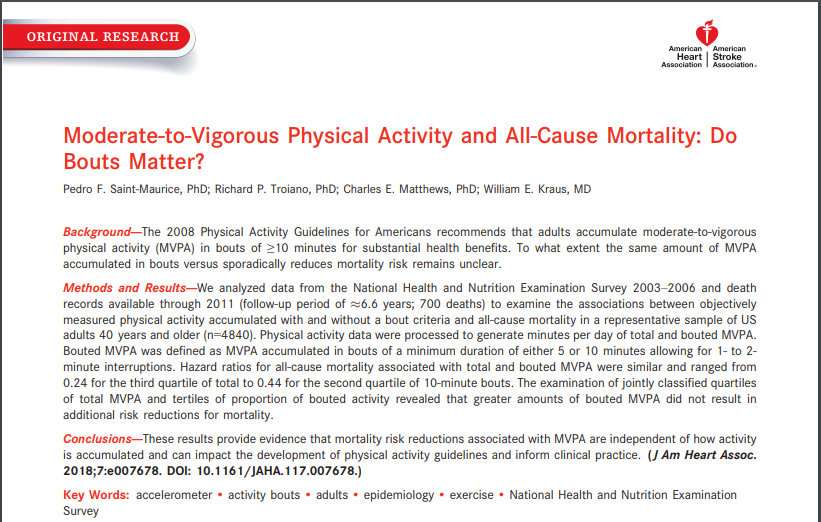 ORIGINAL RESEARCH
American | American
Heart | Stroke
Association | Association®
Moderate-to-Vigorous Physical Activity and All-Cause Mortality: Do
Bouts Matter?
Pedro F. Saint-Maurice, PhD; Richard P. Troiano, PhD; Charles E. Matthews, PhD; William E. Kraus, MD
Background—The 2008 Physical Activity Guidelines for Americans recommends that adults accumulate moderate-to-vigorous
physical activity (MVPA) in bouts of ≥10 minutes for substantial health benefits. To what extent the same amount of MVPA
accumulated in bouts versus sporadically reduces mortality risk remains unclear.
Methods and Results—We analyzed data from the National Health and Nutrition Examination Survey 2003–2006 and death
records available through 2011 (follow-up period of ≈6.6 years; 700 deaths) to examine the associations between objectively
measured physical activity accumulated with and without a bout criteria and all-cause mortality in a representative sample of US
adults 40 years and older (n=4840). Physical activity data were processed to generate minutes per day of total and bouted MVPA.
Bouted MVPA was defined as MVPA accumulated in bouts of a minimum duration of either 5 or 10 minutes allowing for 1- to 2-
minute interruptions. Hazard ratios for all-cause mortality associated with total and bouted MVPA were similar and ranged from
0.24 for the third quartile of total to 0.44 for the second quartile of 10-minute bouts. The examination of jointly classified quartiles
of total MVPA and tertiles of proportion of bouted activity revealed that greater amounts of bouted MVPA did not result in
additional risk reductions for mortality.
Conclusions—These results provide evidence that mortality risk reductions associated with MVPA are independent of how activity
is accumulated and can impact the development of physical activity guidelines and inform clinical practice. (J Am Heart Assoc.
2018;7:e007678. DOI: 10.1161/JAHA.117.007678.)
Key Words: accelerometer • activity bouts • adults • epidemiology • exercise • National Health and Nutrition Examination
Survey